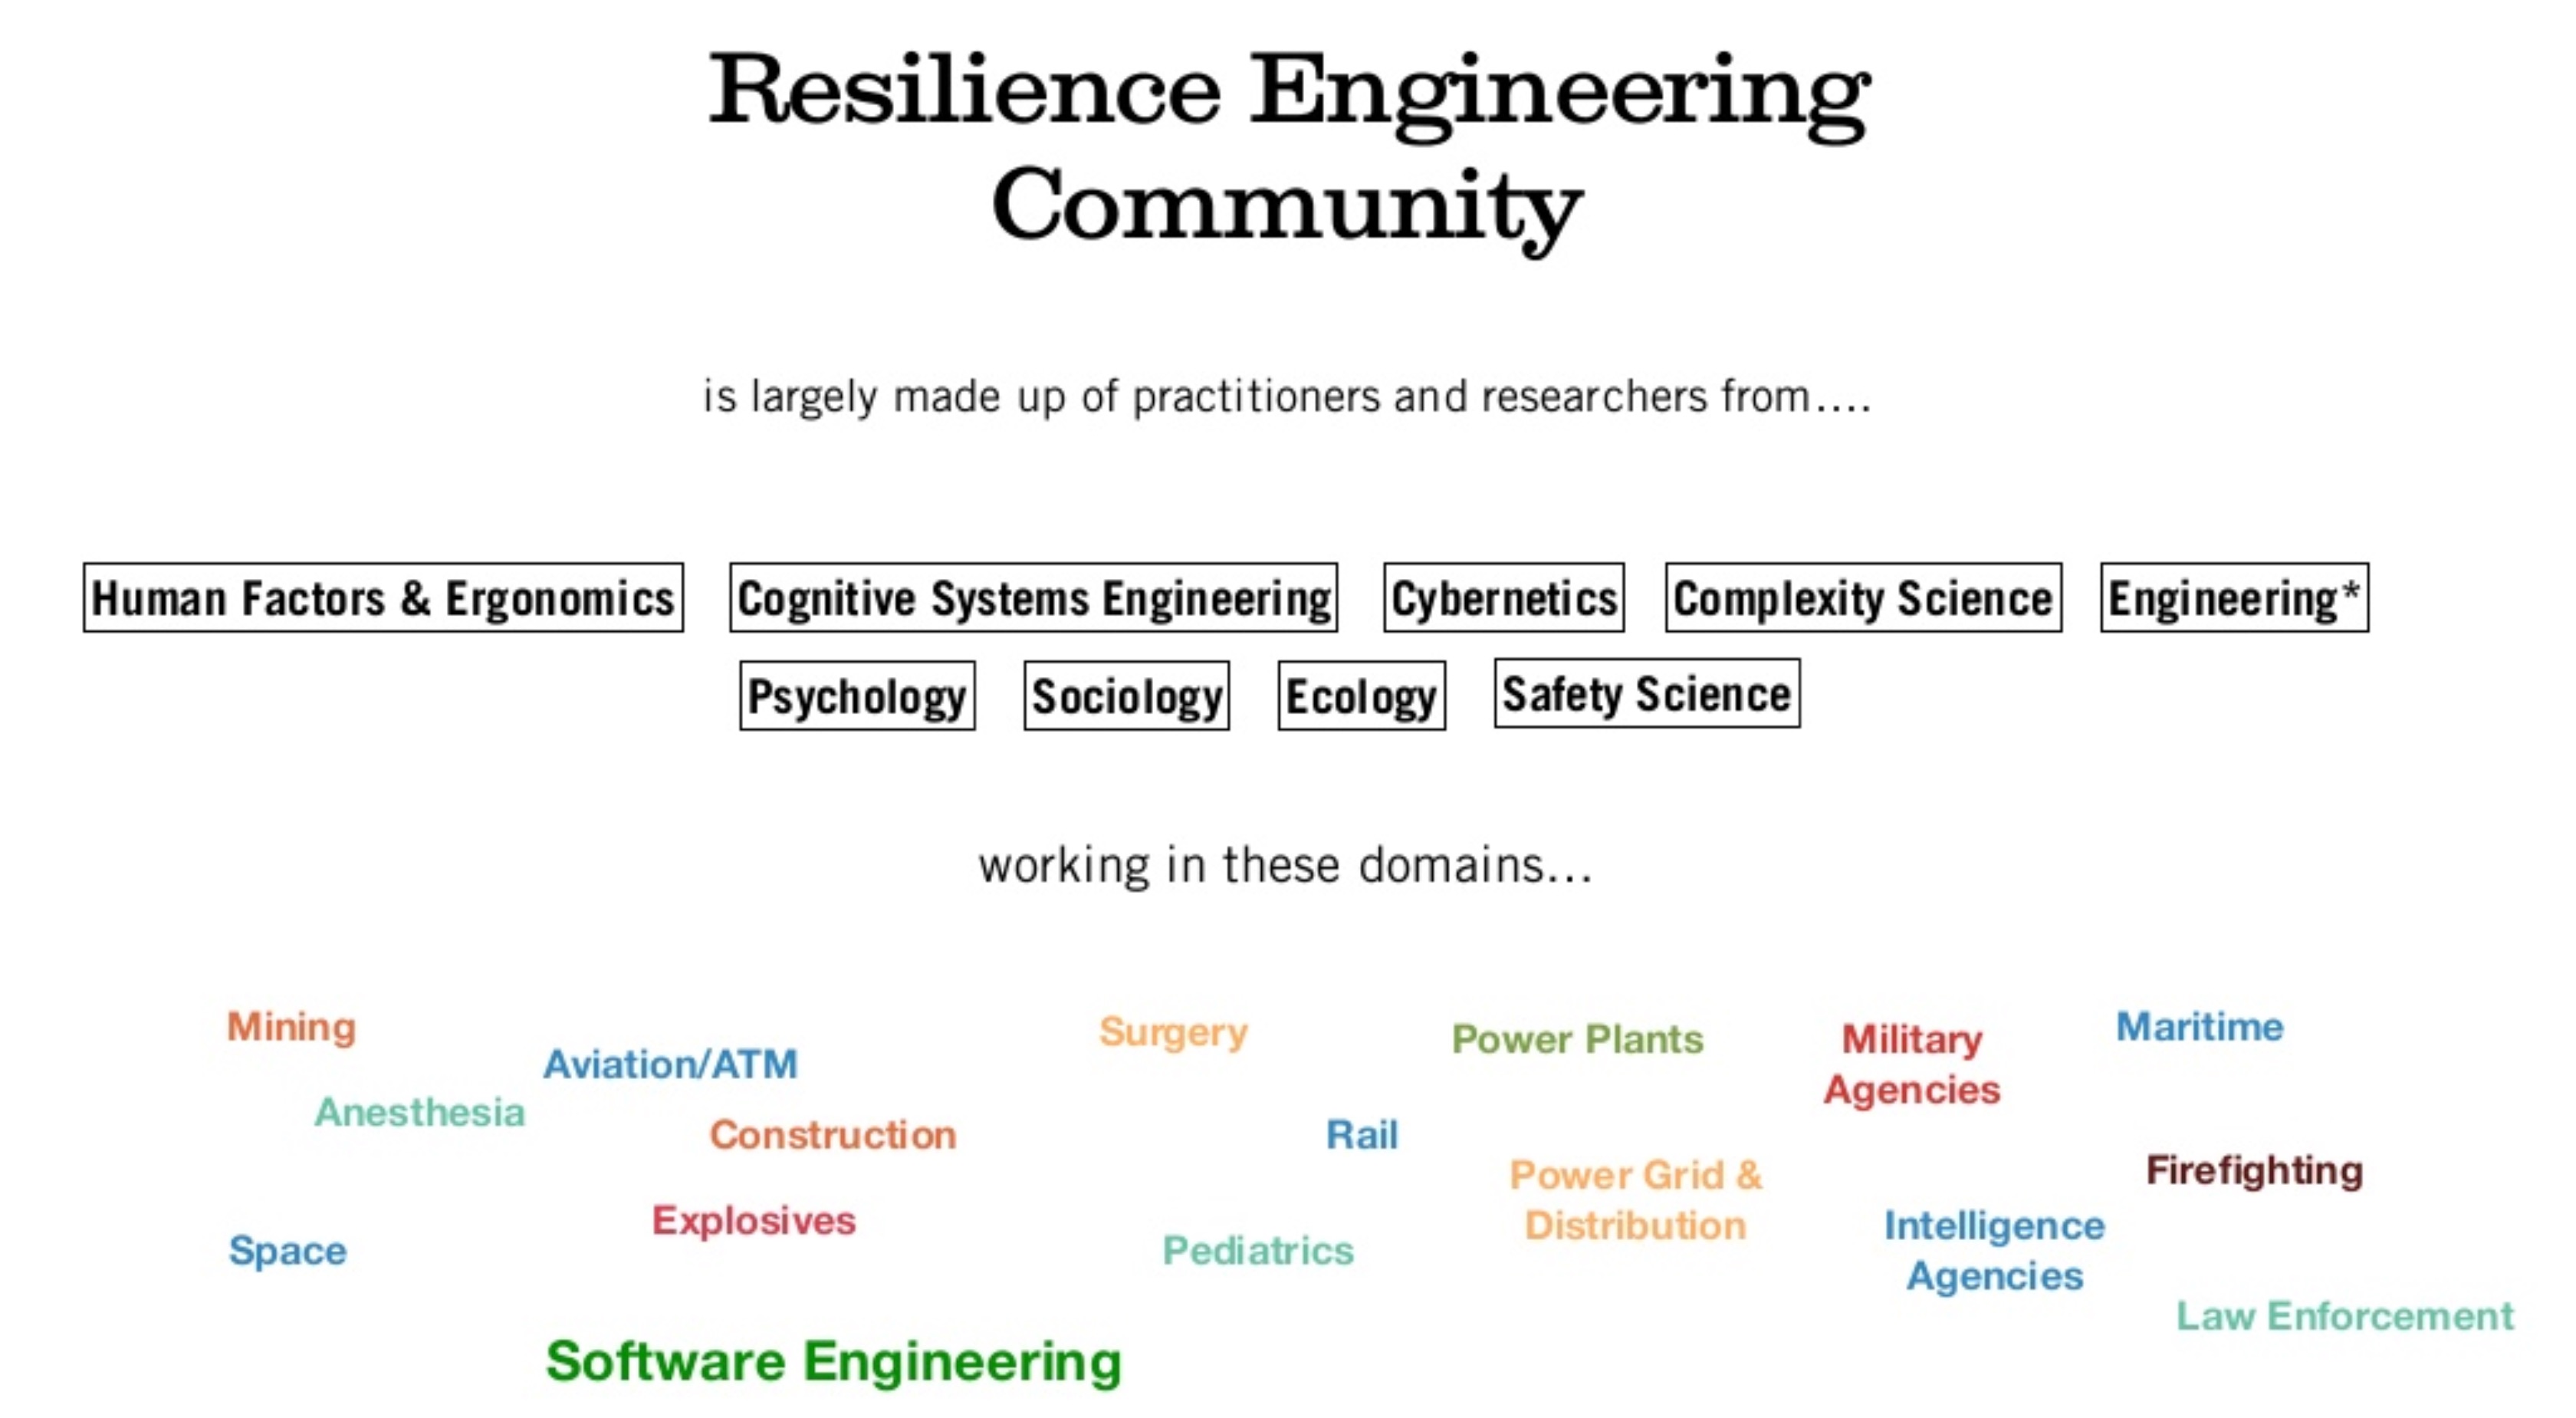 Resilience Engineering
Community
is largely made up of practitioners and researchers from....
Human Factors & Ergonomics Cognitive Systems Engineering Cybernetics Complexity Science Engineering*
Psychology Sociology Ecology Safety Science
working in these domains...
Mining
Aviation/ATM
Anesthesia
Construction
Explosives
Space
Software Engineering
Surgery
Rail
Pediatrics
Power Plants
Power Grid &
Distribution
Military
Agencies
Maritime
Firefighting
Intelligence
Agencies
Law Enforcement